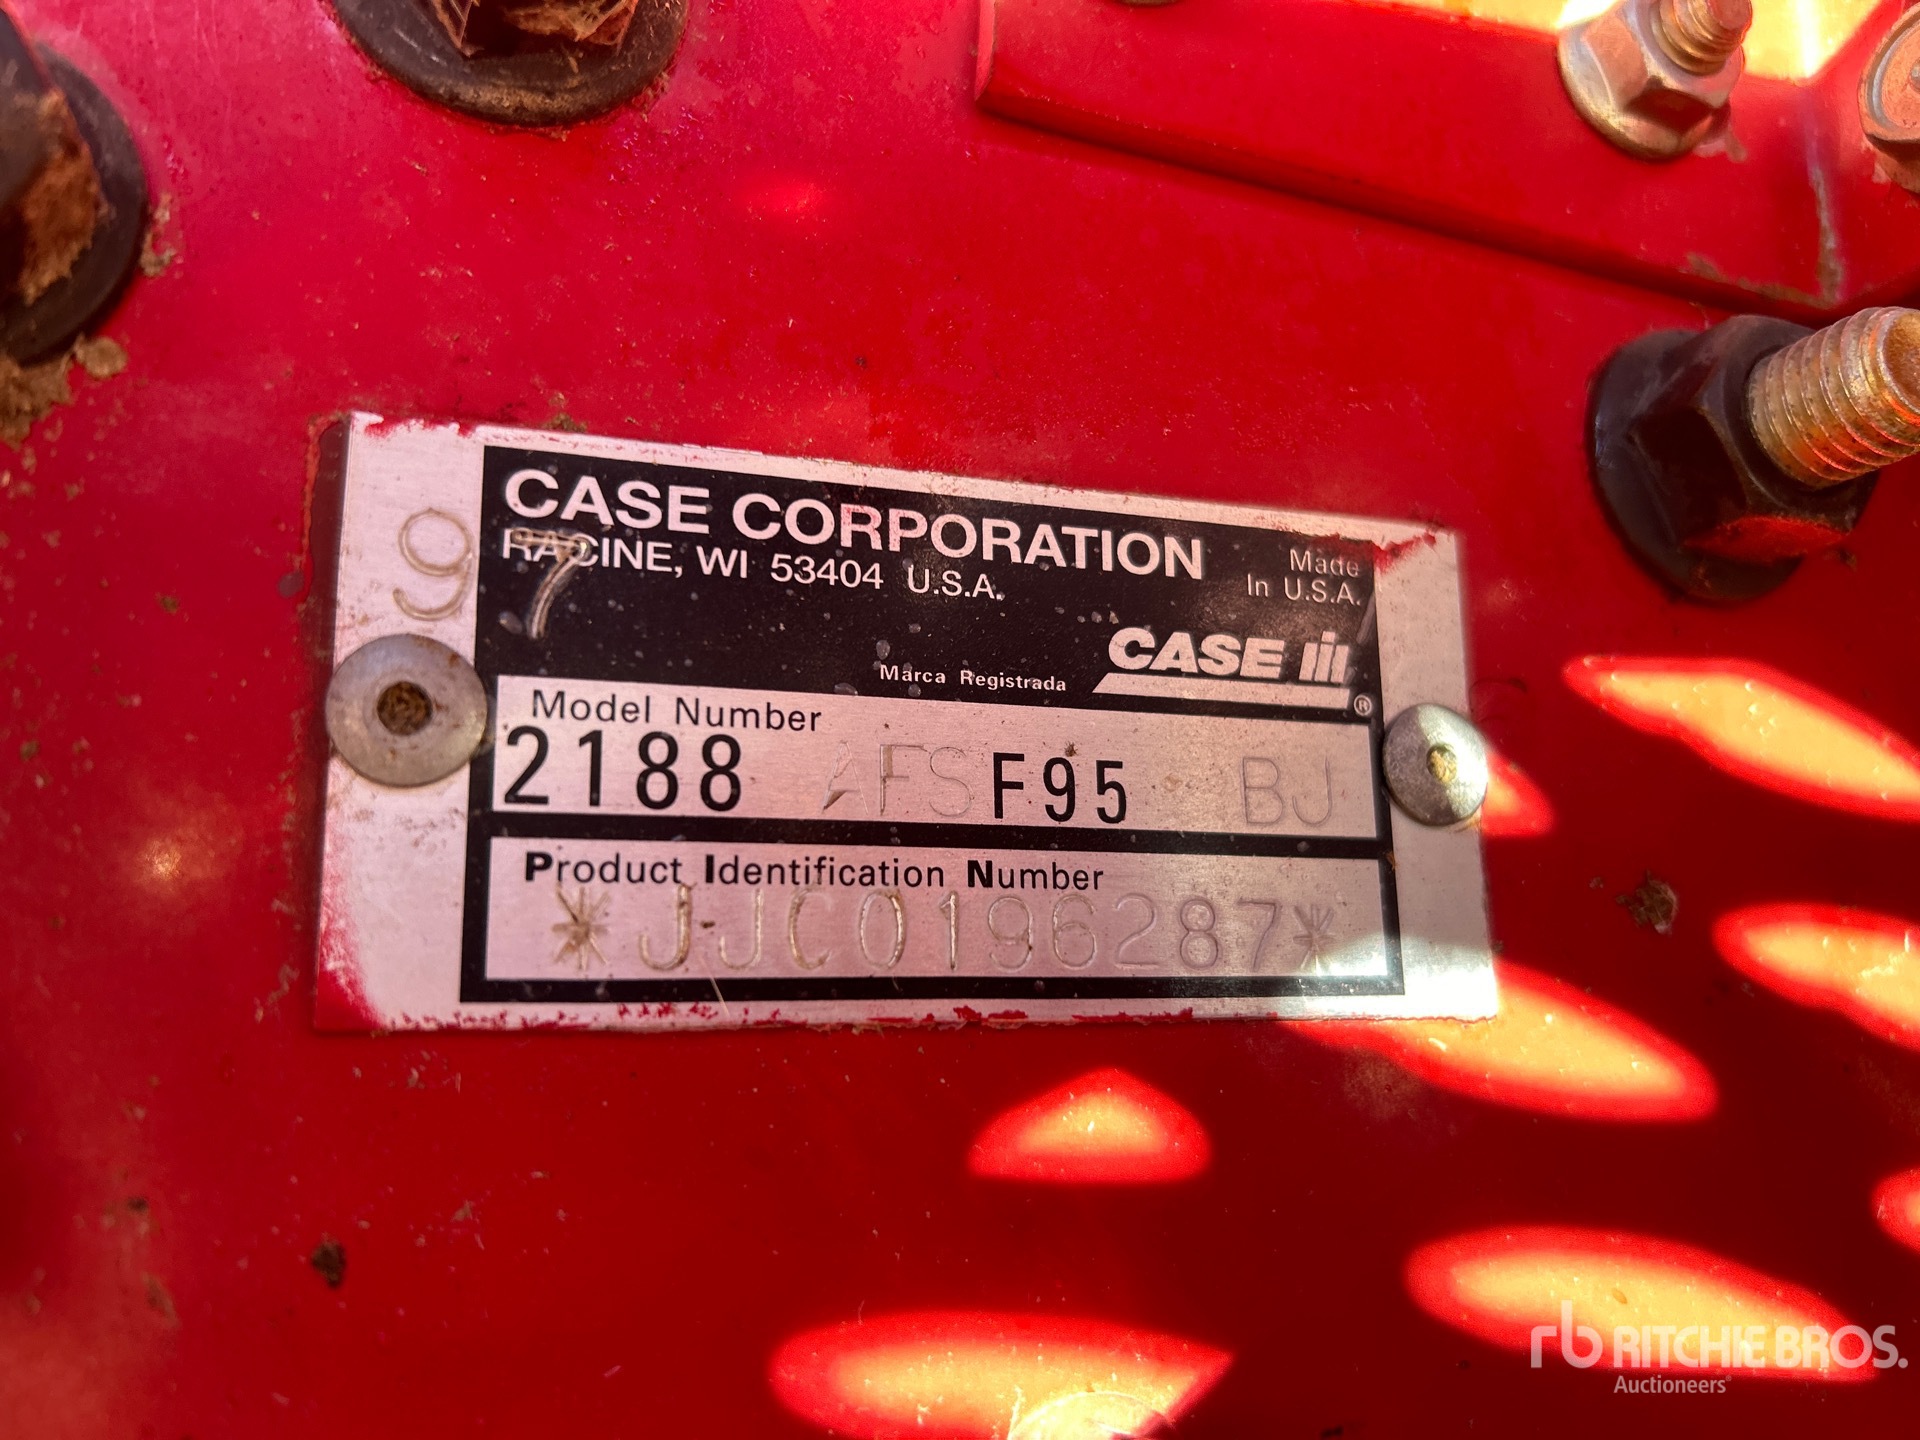 97
CASE CORPORATION
RACINE, WI 53404 U.S.A.
Made
In U.S.A.
CASE IH
Marca Registrada ®
Model Number
2188 AFS F95 BJ
Product Identification Number
*JJC0196287*
rb RITCHIE BROS.
Auctioneers